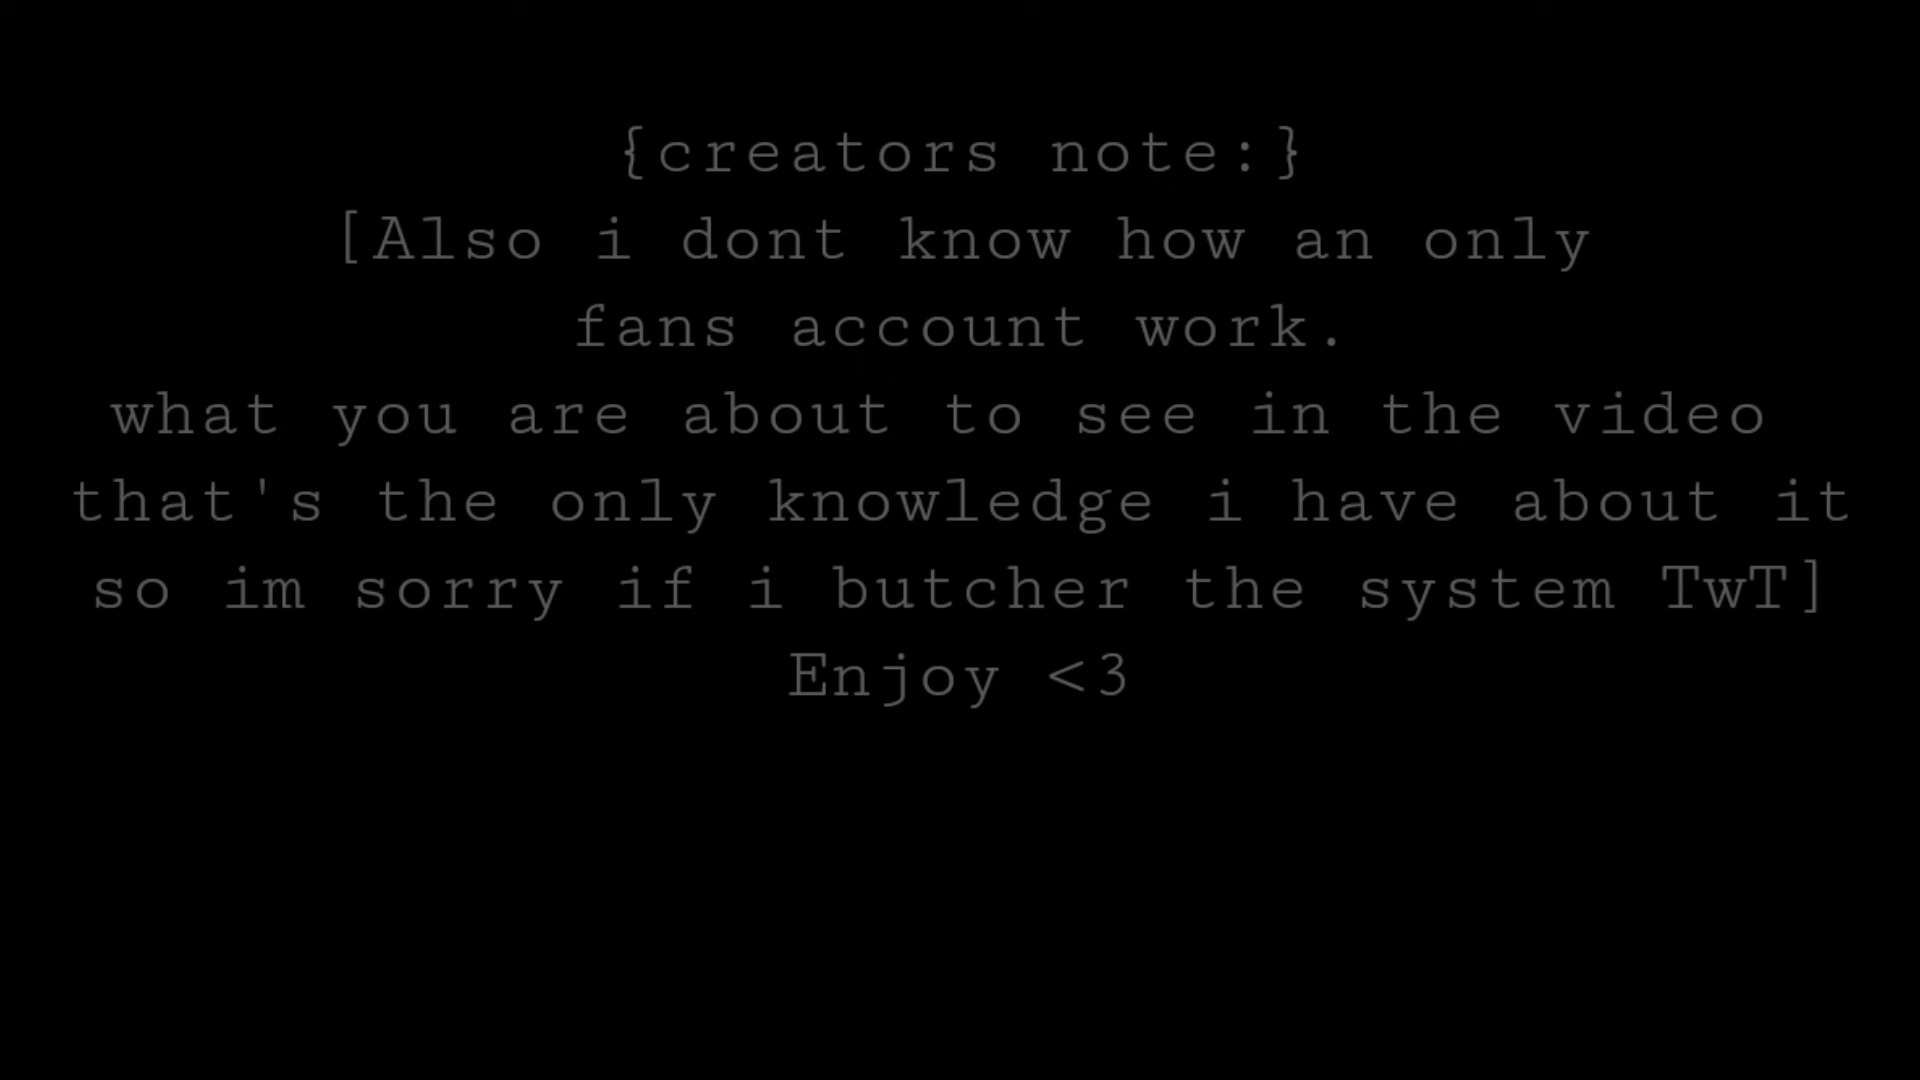 {creators note:}
[Also i dont know how an only
fans account work.
what you are about to see in the video
that's the only knowledge i have about it
so im sorry if i butcher the system TwT]
Enjoy <3